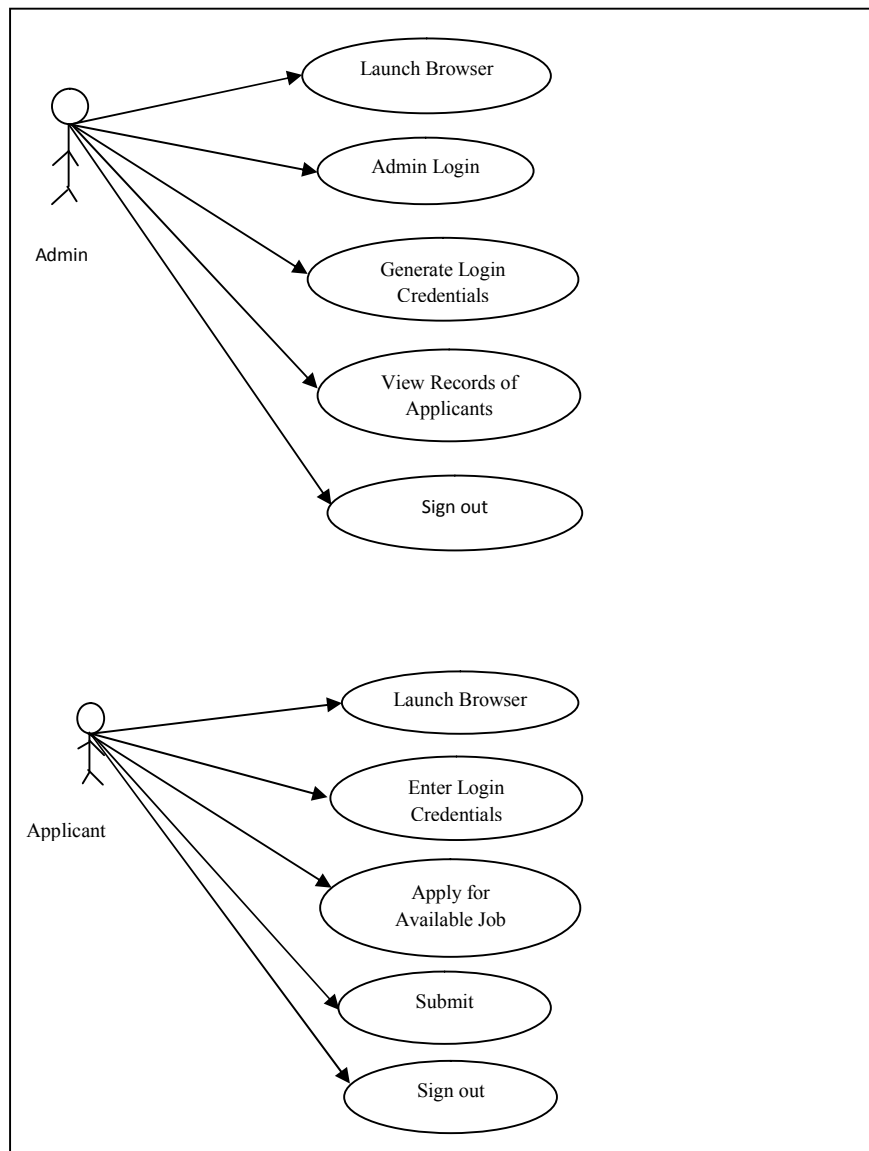 Launch Browser
Admin Login
Admin
Generate Login
Credentials
View Records of
Applicants
Sign out
Launch Browser
Enter Login
Credentials
Applicant
Apply for
Available Job
Submit
Sign out